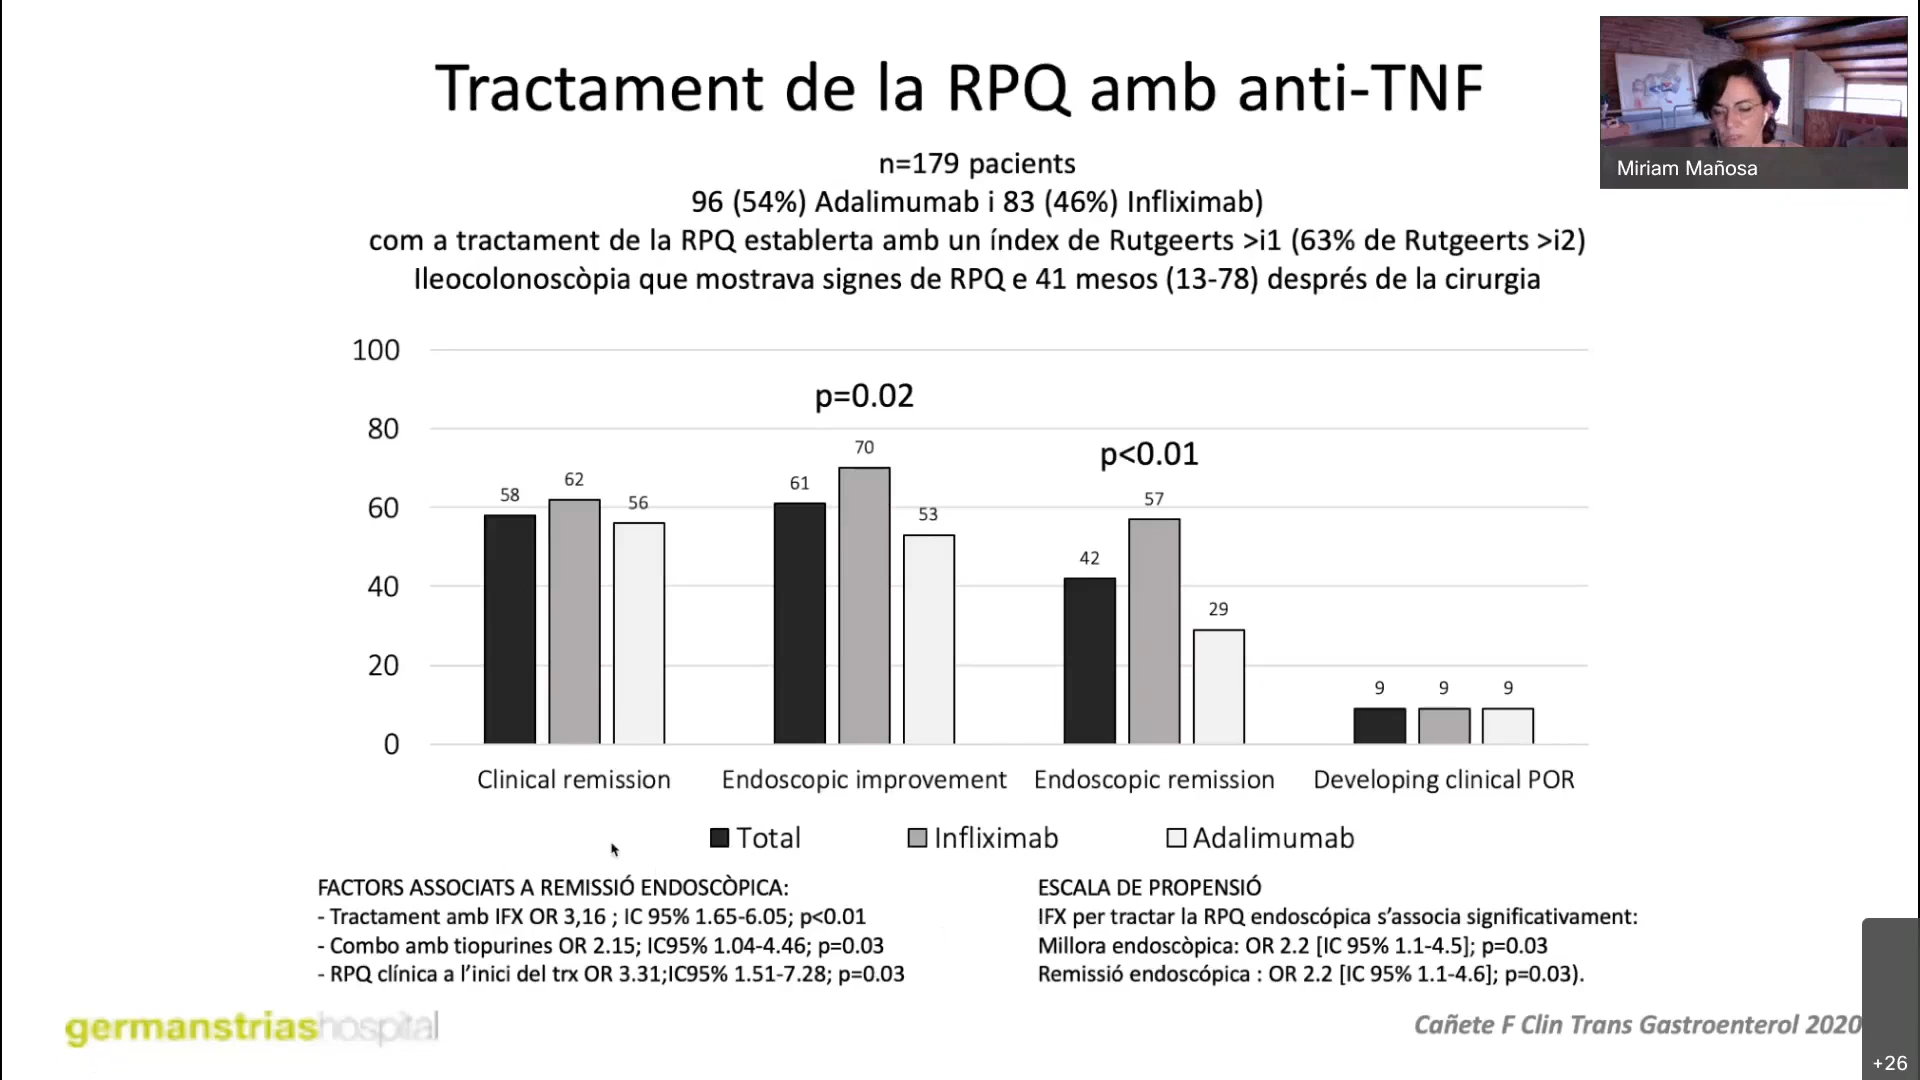 Tractament de la RPQ amb anti-TNF
Miriam Mañosa
n=179 pacients
96 (54%) Adalimumab i 83 (46%) Infliximab)
com a tractament de la RPQ establerta amb un índex de Rutgeerts >i1 (63% de Rutgeerts >i2)
Ileocolonoscòpia que mostrava signes de RPQ e 41 mesos (13-78) després de la cirurgia
100
80
60
40
20
0
p=0.02
p<0.01
58
62
56
61
70
53
42
57
29
9
9
9
Clinical remission
Endoscopic improvement
Endoscopic remission
Developing clinical POR
Total
Infliximab
Adalimumab
FACTORS ASSOCIATS A REMISSIÓ ENDOSCÒPICA:
- Tractament amb IFX OR 3,16 ; IC 95% 1.65-6.05; p<0.01
- Combo amb tiopurines OR 2.15; IC95% 1.04-4.46; p=0.03
- RPQ clínica a l’inici del trx OR 3.31;IC95% 1.51-7.28; p=0.03
ESCALA DE PROPENSIÓ
IFX per tractar la RPQ endoscópica s’associa significativament:
Millora endoscòpica: OR 2.2 [IC 95% 1.1-4.5]; p=0.03
Remissió endoscópica : OR 2.2 [IC 95% 1.1-4.6]; p=0.03).
germanstriashospital
Cañete F Clin Trans Gastroenterol 2020
+26